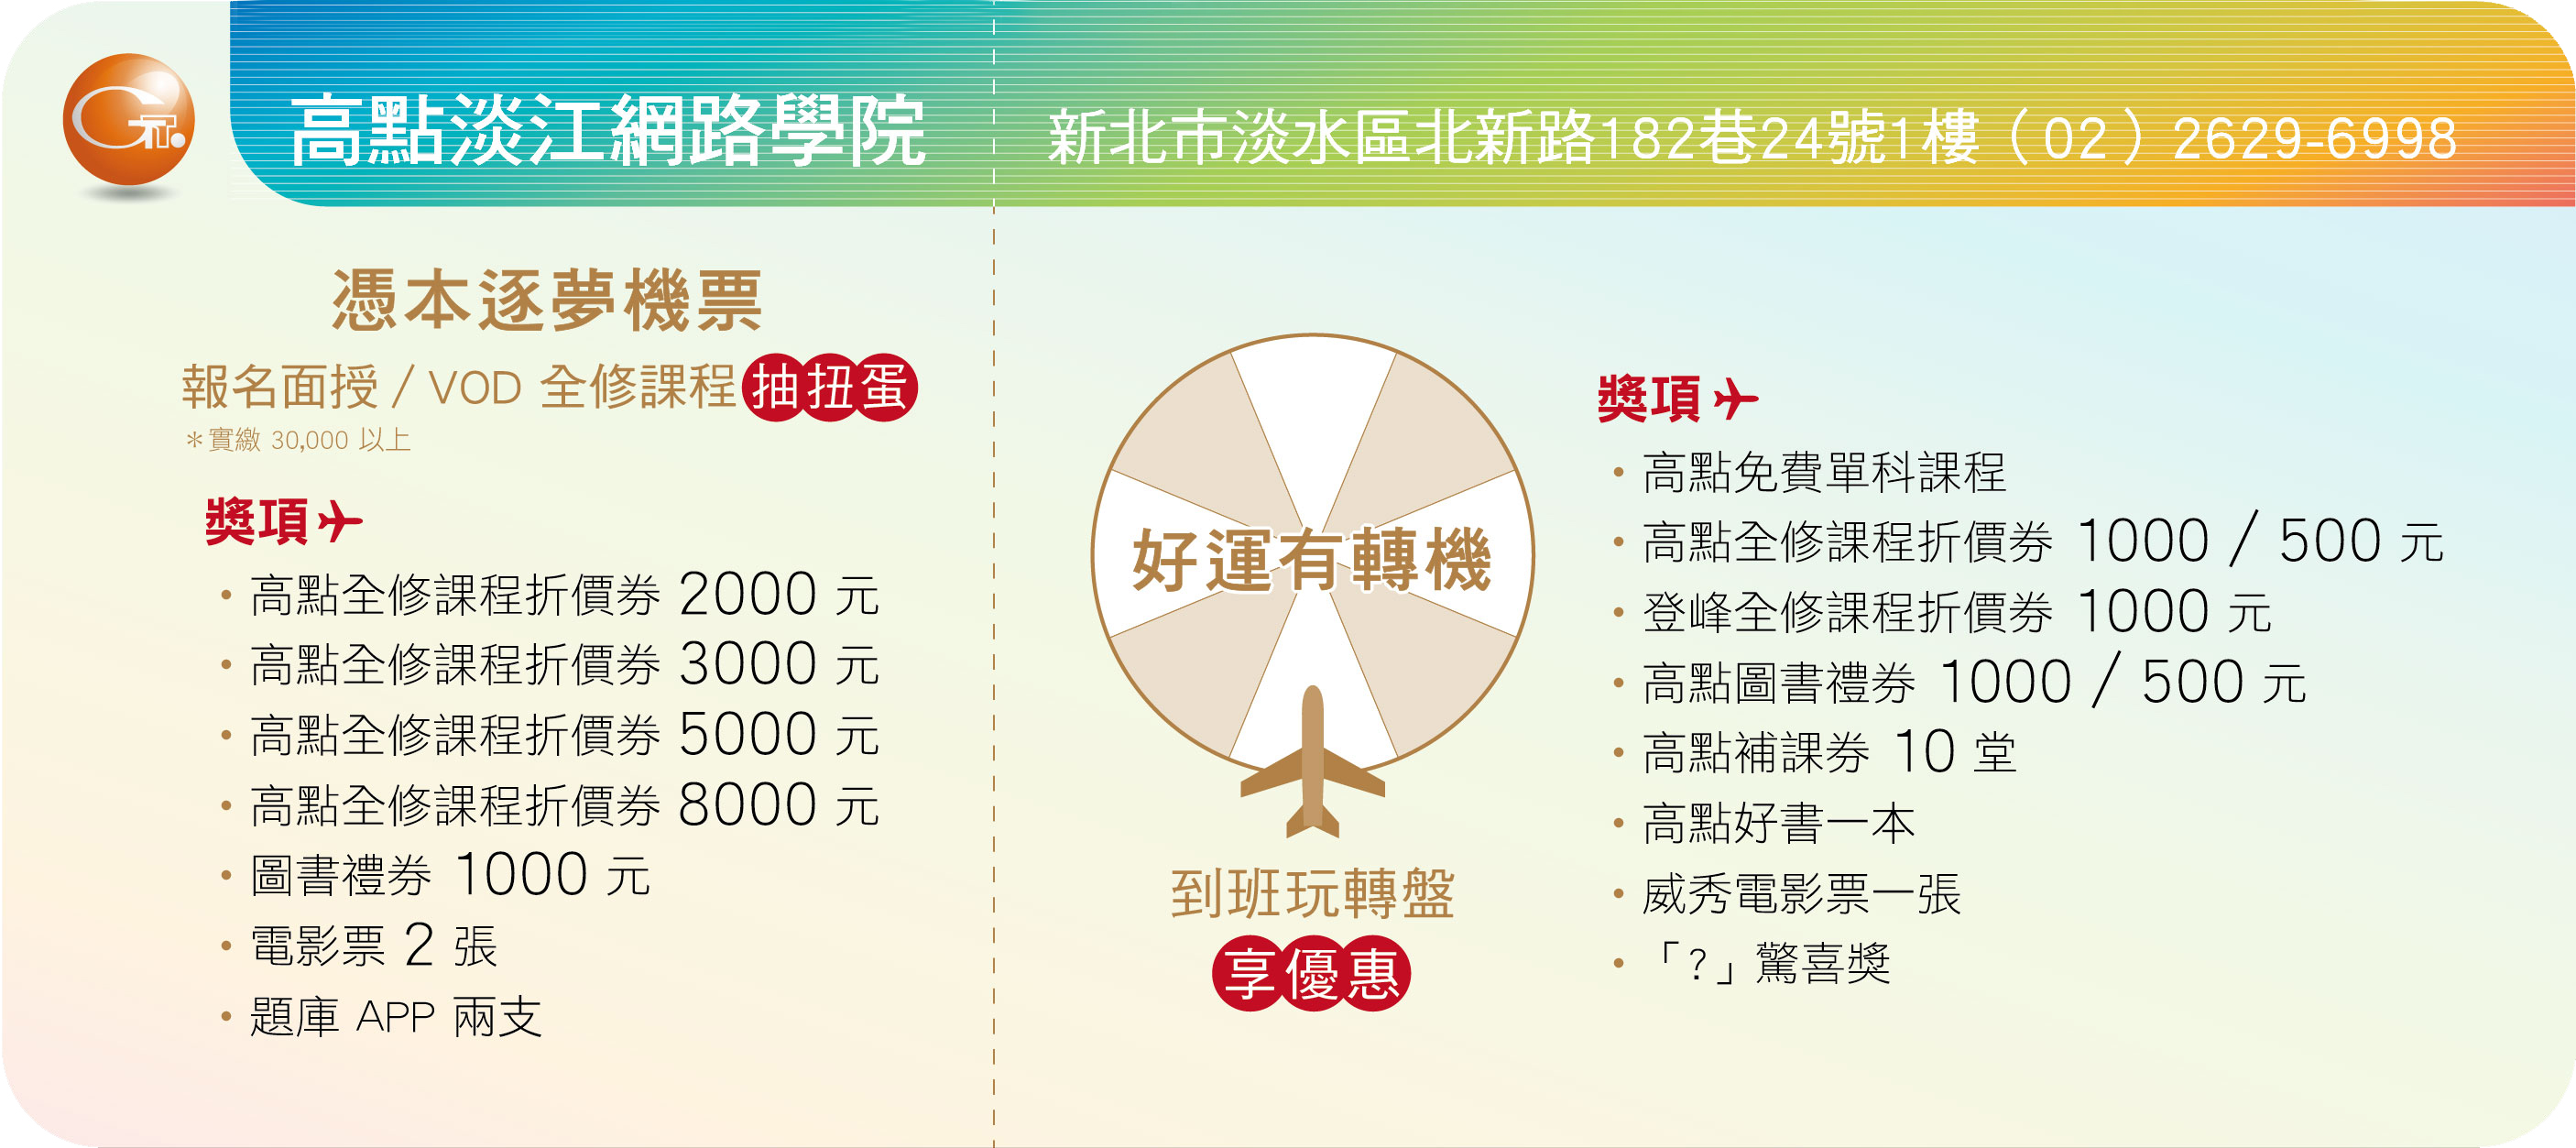 高點淡江網路學院
新北市淡水區北新路182巷24號1樓（02）2629-6998
憑本逐夢機票
報名面授 / VOD 全修課程抽扭蛋
＊實繳 30,000 以上
獎項
・高點全修課程折價券 2000 元
・高點全修課程折價券 3000 元
・高點全修課程折價券 5000 元
・高點全修課程折價券 8000 元
・圖書禮券 1000 元
・電影票 2 張
・題庫 APP 兩支
好運有轉機
到班玩轉盤
享優惠
獎項
・高點免費單科課程
・高點全修課程折價券 1000 / 500 元
・登峰全修課程折價券 1000 元
・高點圖書禮券 1000 / 500 元
・高點補課券 10 堂
・高點好書一本
・威秀電影票一張
・「?」驚喜獎